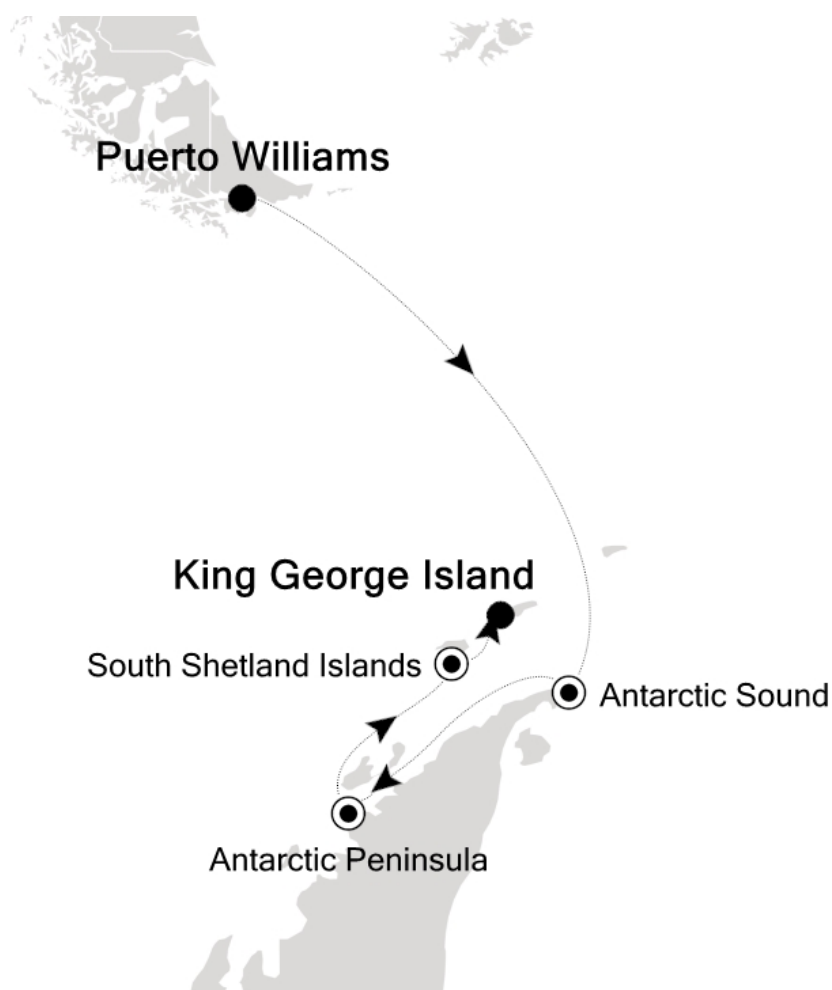 Puerto Williams
King George Island
South Shetland Islands
Antarctic Sound
Antarctic Peninsula